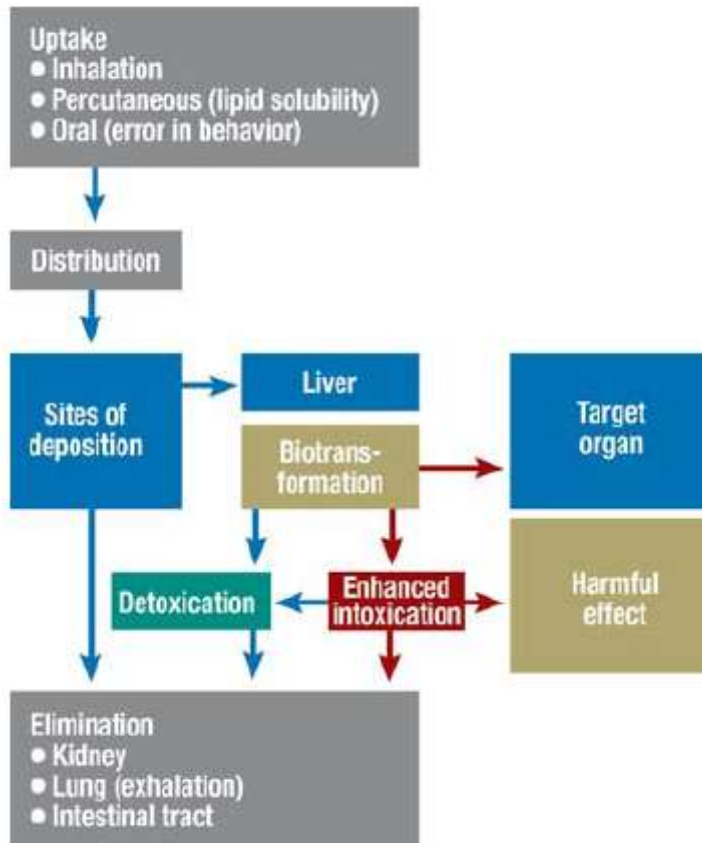 Uptake
● Inhalation
● Percutaneous (lipid solubility)
● Oral (error in behavior)
Distribution
Sites of
deposition
Liver
Target
organ
Biotrans-
formation
Detoxication
Enhanced
intoxication
Harmful
effect
Elimination
● Kidney
● Lung (exhalation)
● Intestinal tract